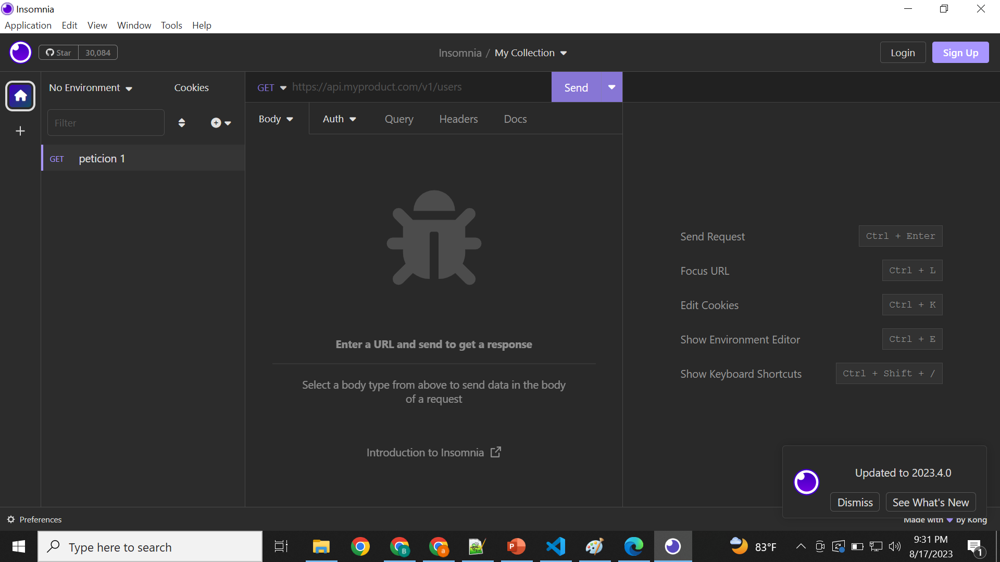 Insomnia
Application Edit View Window Tools Help
Star 30,084
Insomnia / My Collection
Login
Sign Up
No Environment
Cookies
GET https://api.myproduct.com/v1/users
Send
Filter
Body
Auth
Query
Headers
Docs
GET peticion 1
Enter a URL and send to get a response
Select a body type from above to send data in the body
of a request
Introduction to Insomnia
Send Request Ctrl + Enter
Focus URL Ctrl + L
Edit Cookies Ctrl + K
Show Environment Editor Ctrl + E
Show Keyboard Shortcuts Ctrl + Shift + /
Updated to 2023.4.0
Dismiss
See What's New
Preferences
Made with by Kong
Type here to search
B
a
P
83°F
9:31 PM
8/17/2023
1